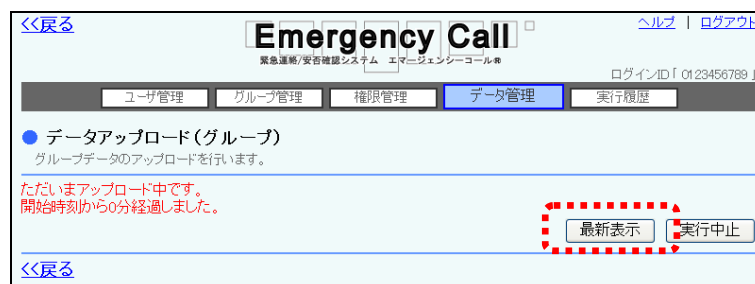 <<戻る
ヘルプ | ログアウト
Emergency Call
緊急連絡/安否確認システム エマージェンシーコール®
ログインID「 0123456789 」
ユーザ管理 グループ管理 権限管理 データ管理 実行履歴
データアップロード(グループ)
グループデータのアップロードを行います。
ただいまアップロード中です。
開始時刻から0分経過しました。
最新表示 実行中止
<<戻る